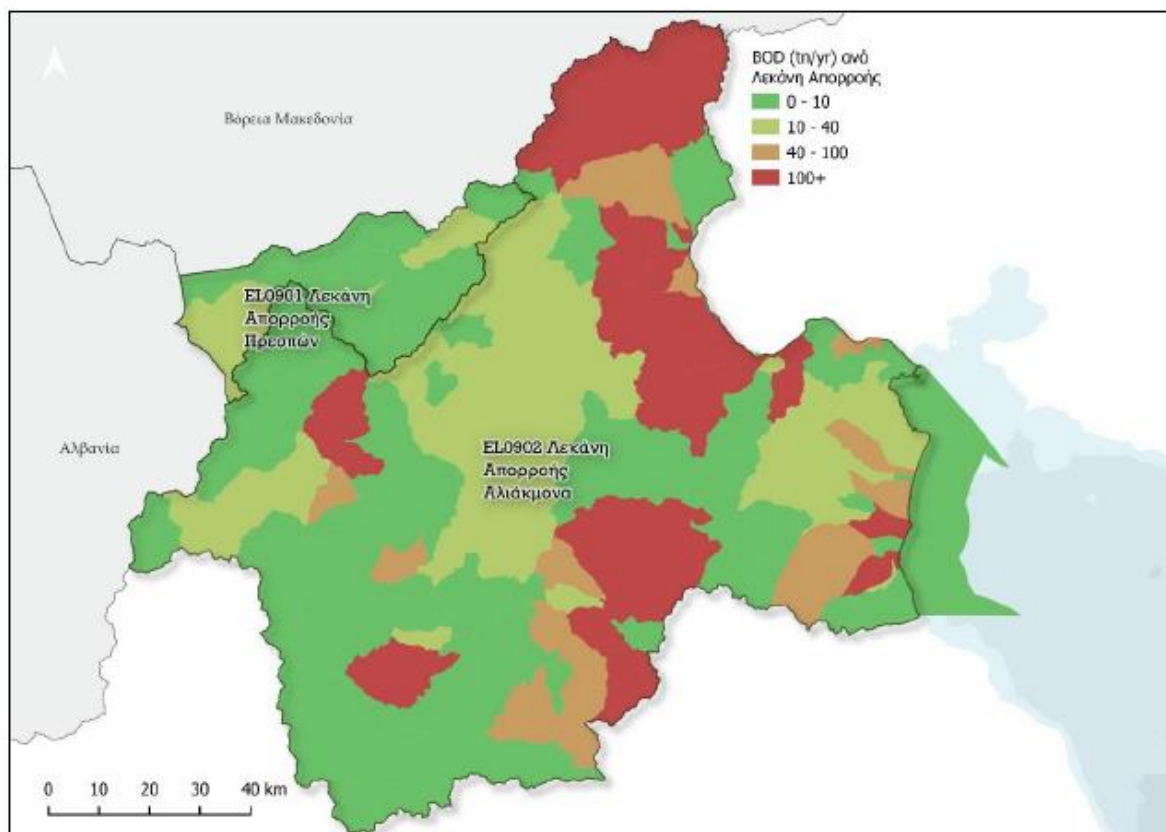 BOD (tn/yr) ανά
Λεκάνη Απορροής
0 - 10
10 - 40
40 - 100
100+
Βόρεια Μακεδονία
EL0901 Λεκάνη
Απορροής
Πρεσπών
Αλβανία
EL0902 Λεκάνη
Απορροής
Αλιάκμονα
0 10 20 30 40 km